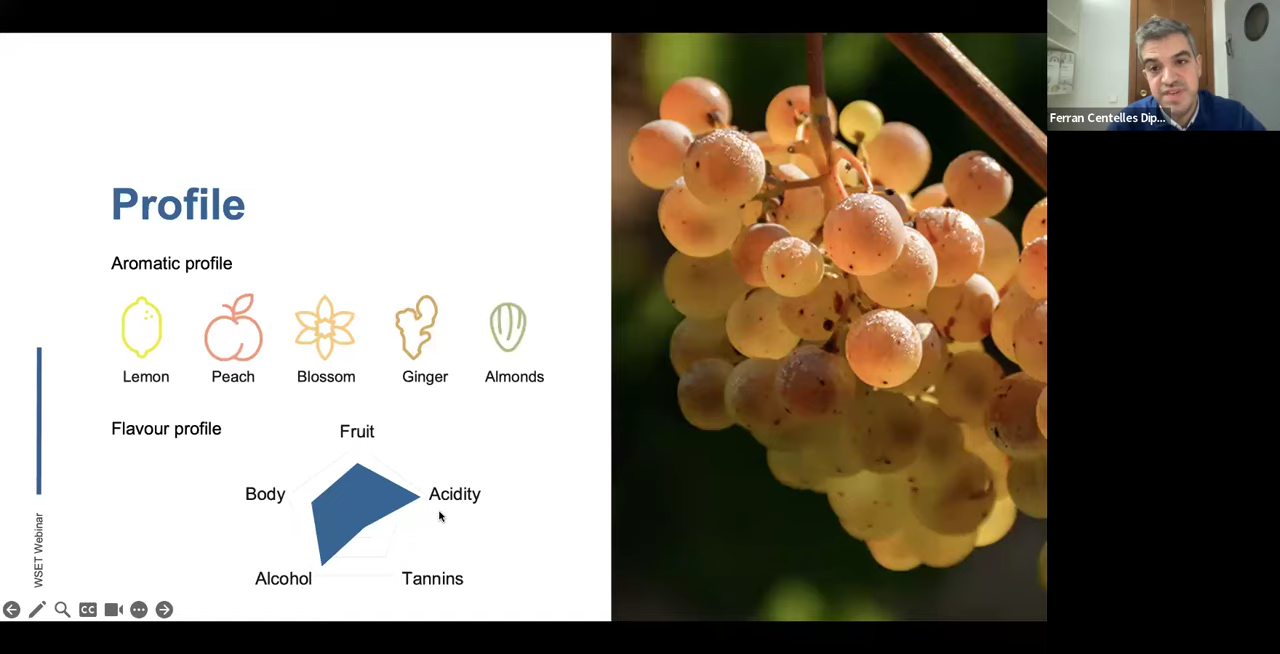 Profile
Aromatic profile
Lemon
Peach
Blossom
Ginger
Almonds
Flavour profile
Fruit
Body
Acidity
Alcohol
Tannins
WSET Webinar
CC
Ferran Centelles Dip...